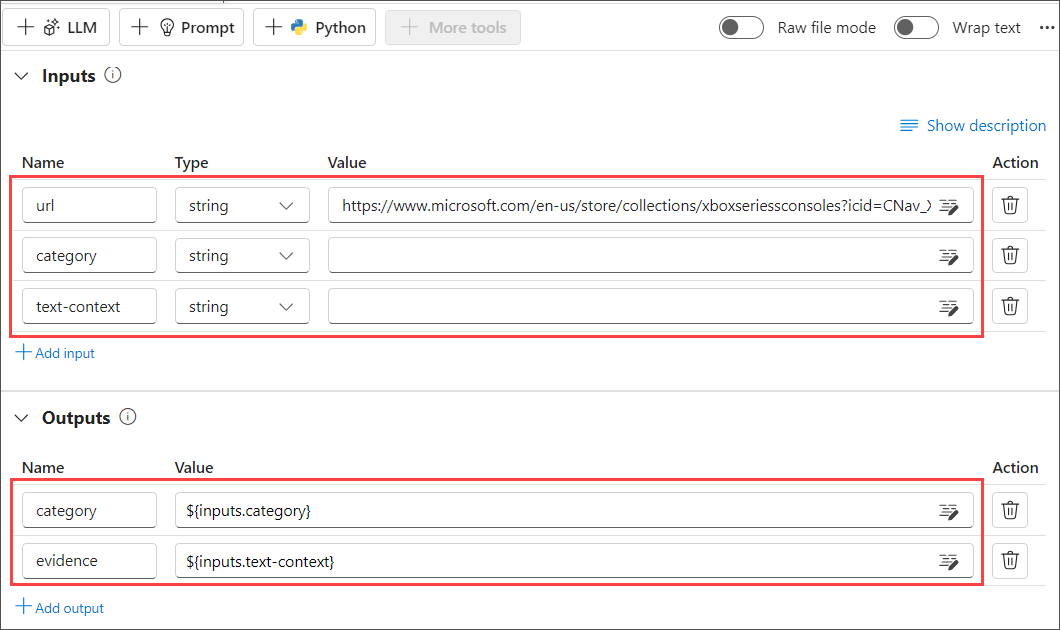 LLM Prompt Python More tools Raw file mode Wrap text
Inputs
Show description
Name Type Value Action
url string https://www.microsoft.com/en-us/store/collections/xboxseriessconsoles?icid=CNav_X
category string
text-context string
Add input
Outputs
Name Value Action
category ${inputs.category}
evidence ${inputs.text-context}
Add output